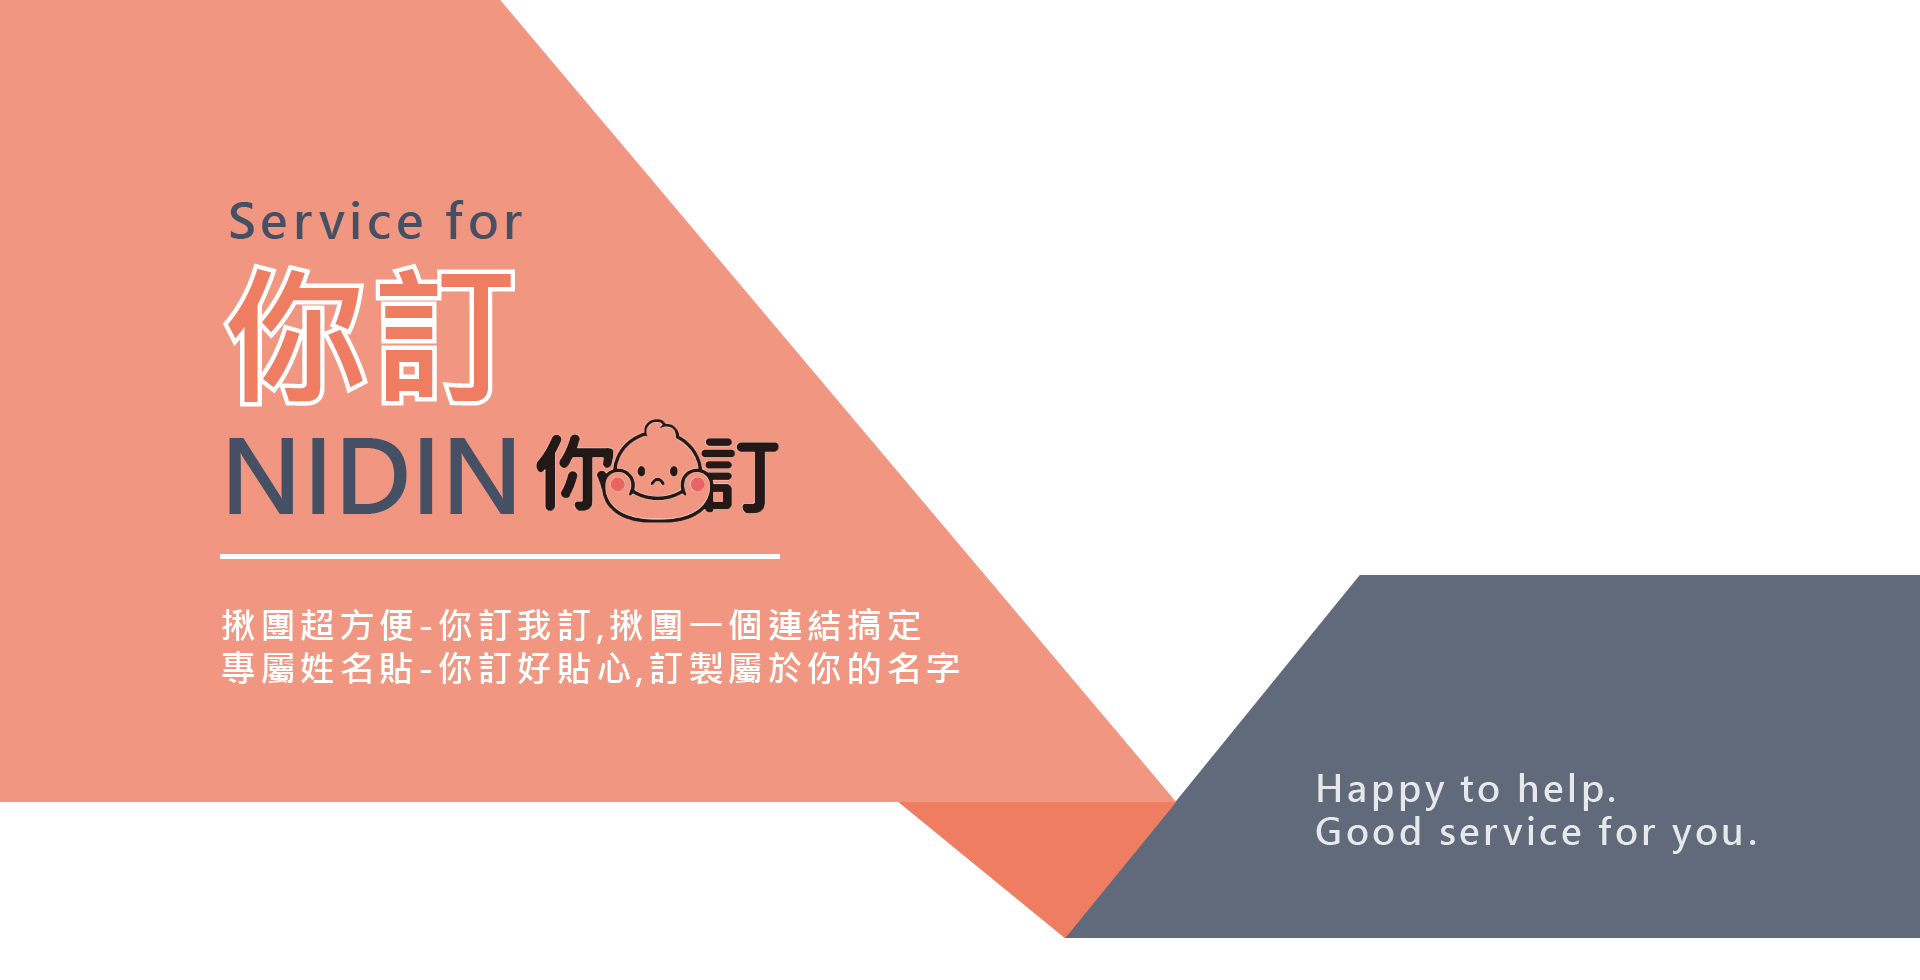 Service for
你訂
NIDIN 你訂
揪團超方便-你訂我訂,揪團一個連結搞定
專屬姓名貼-你訂好貼心,訂製屬於你的名字
Happy to help.
Good service for you.